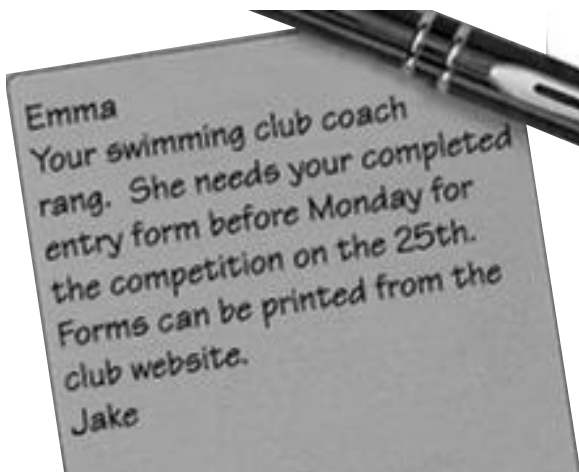 Emma
Your swimming club coach
rang. She needs your completed
entry form before Monday for
the competition on the 25th.
Forms can be printed from the
club website.
Jake